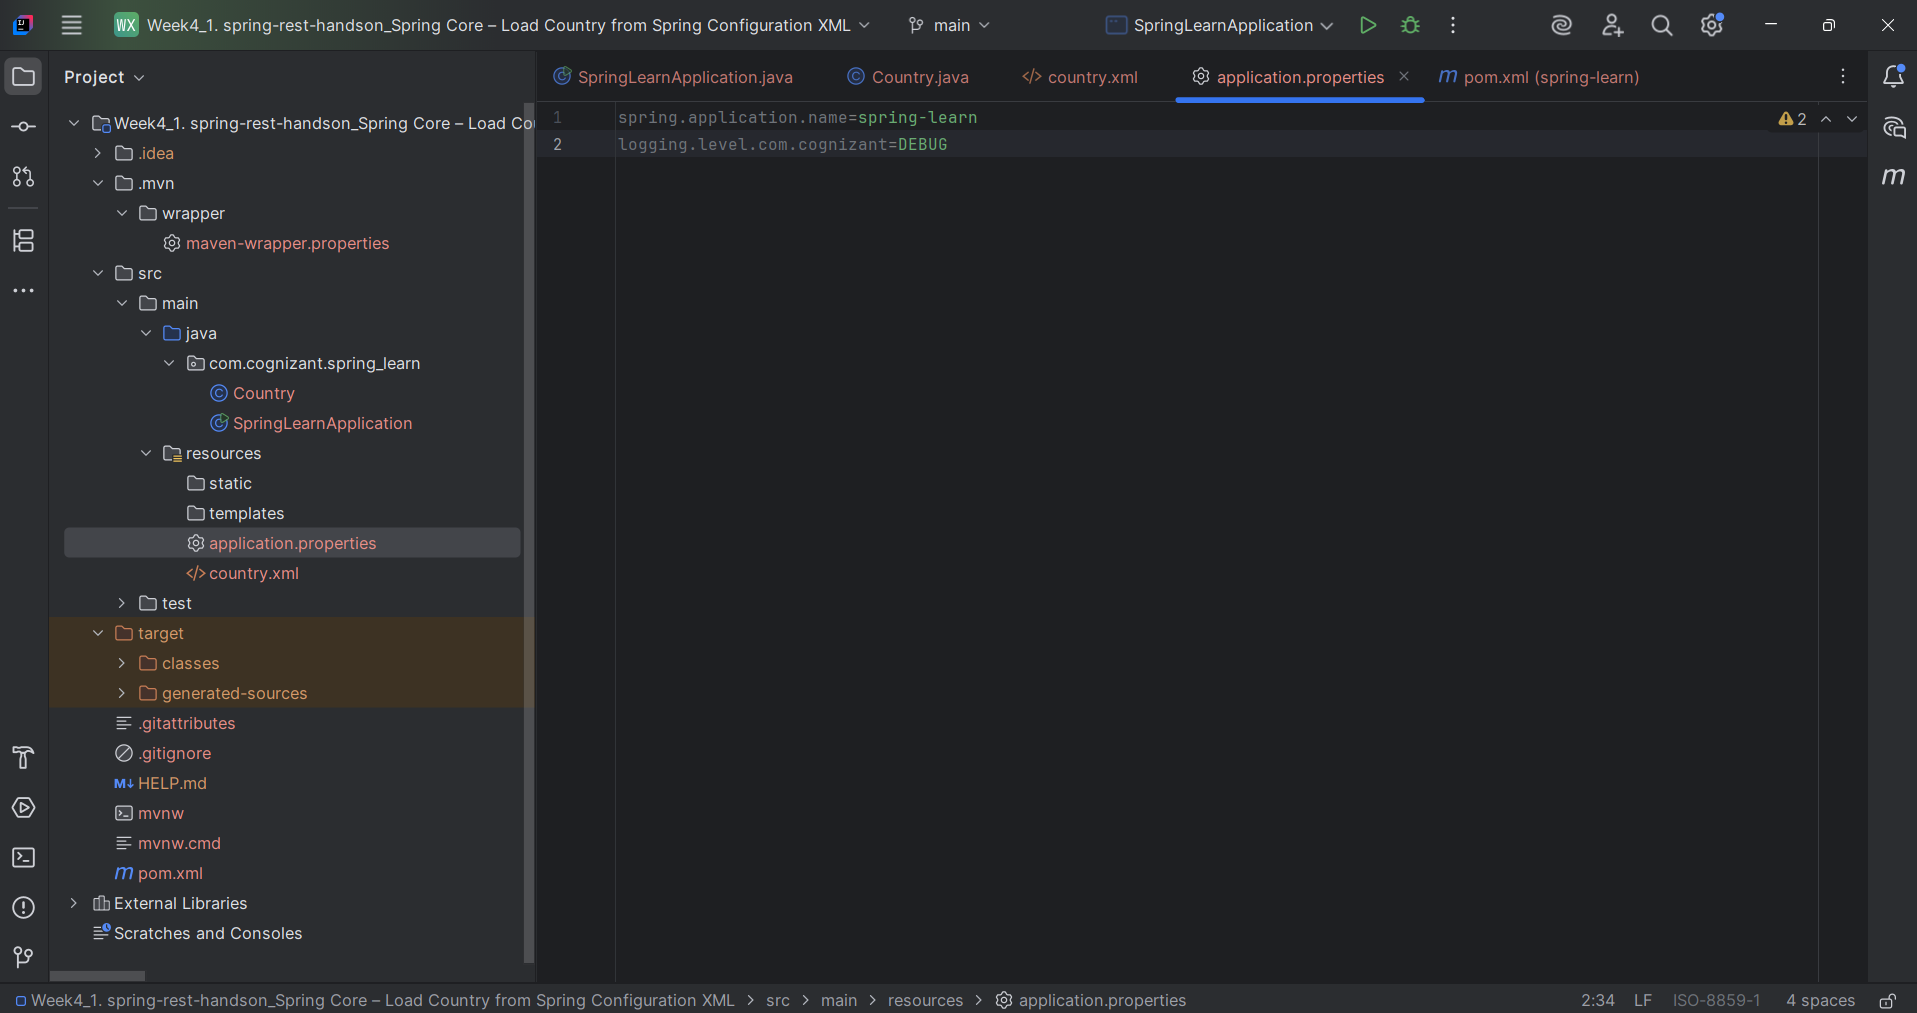 WX Week4_1. spring-rest-handson_Spring Core – Load Country from Spring Configuration XML
main
SpringLearnApplication
Project
SpringLearnApplication.java
Country.java
</> country.xml
application.properties
m pom.xml (spring-learn)
Week4_1. spring-rest-handson_Spring Core – Load Cou
.idea
.mvn
wrapper
maven-wrapper.properties
src
main
java
com.cognizant.spring_learn
Country
SpringLearnApplication
resources
static
templates
application.properties
</> country.xml
test
target
classes
generated-sources
.gitattributes
.gitignore
M↓ HELP.md
mvnw
mvnw.cmd
m pom.xml
External Libraries
Scratches and Consoles
1 spring.application.name=spring-learn
2 logging.level.com.cognizant=DEBUG
2
m
Week4_1. spring-rest-handson_Spring Core – Load Country from Spring Configuration XML > src > main > resources > application.properties
2:34 LF ISO-8859-1 4 spaces